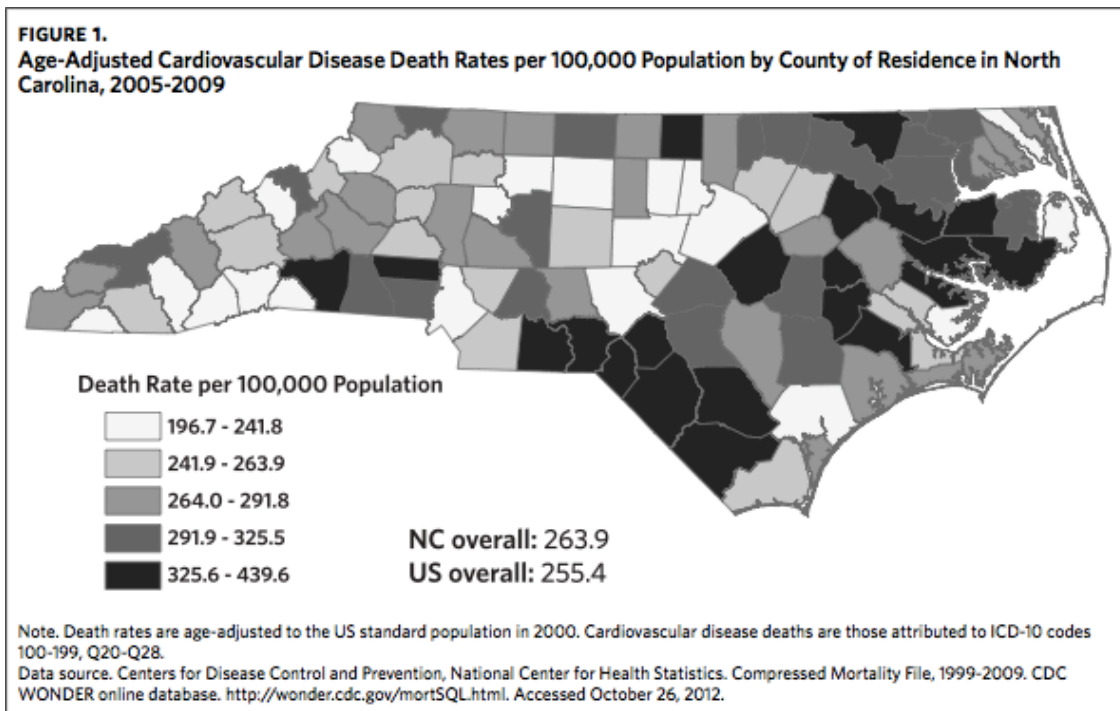 FIGURE 1.
Age-Adjusted Cardiovascular Disease Death Rates per 100,000 Population by County of Residence in North
Carolina, 2005-2009
Death Rate per 100,000 Population
196.7 - 241.8
241.9 - 263.9
264.0 - 291.8
291.9 - 325.5
325.6 - 439.6
NC overall: 263.9
US overall: 255.4
Note. Death rates are age-adjusted to the US standard population in 2000. Cardiovascular disease deaths are those attributed to ICD-10 codes
100-199, Q20-Q28.
Data source. Centers for Disease Control and Prevention, National Center for Health Statistics. Compressed Mortality File, 1999-2009. CDC
WONDER online database. http://wonder.cdc.gov/mortSQL.html. Accessed October 26, 2012.